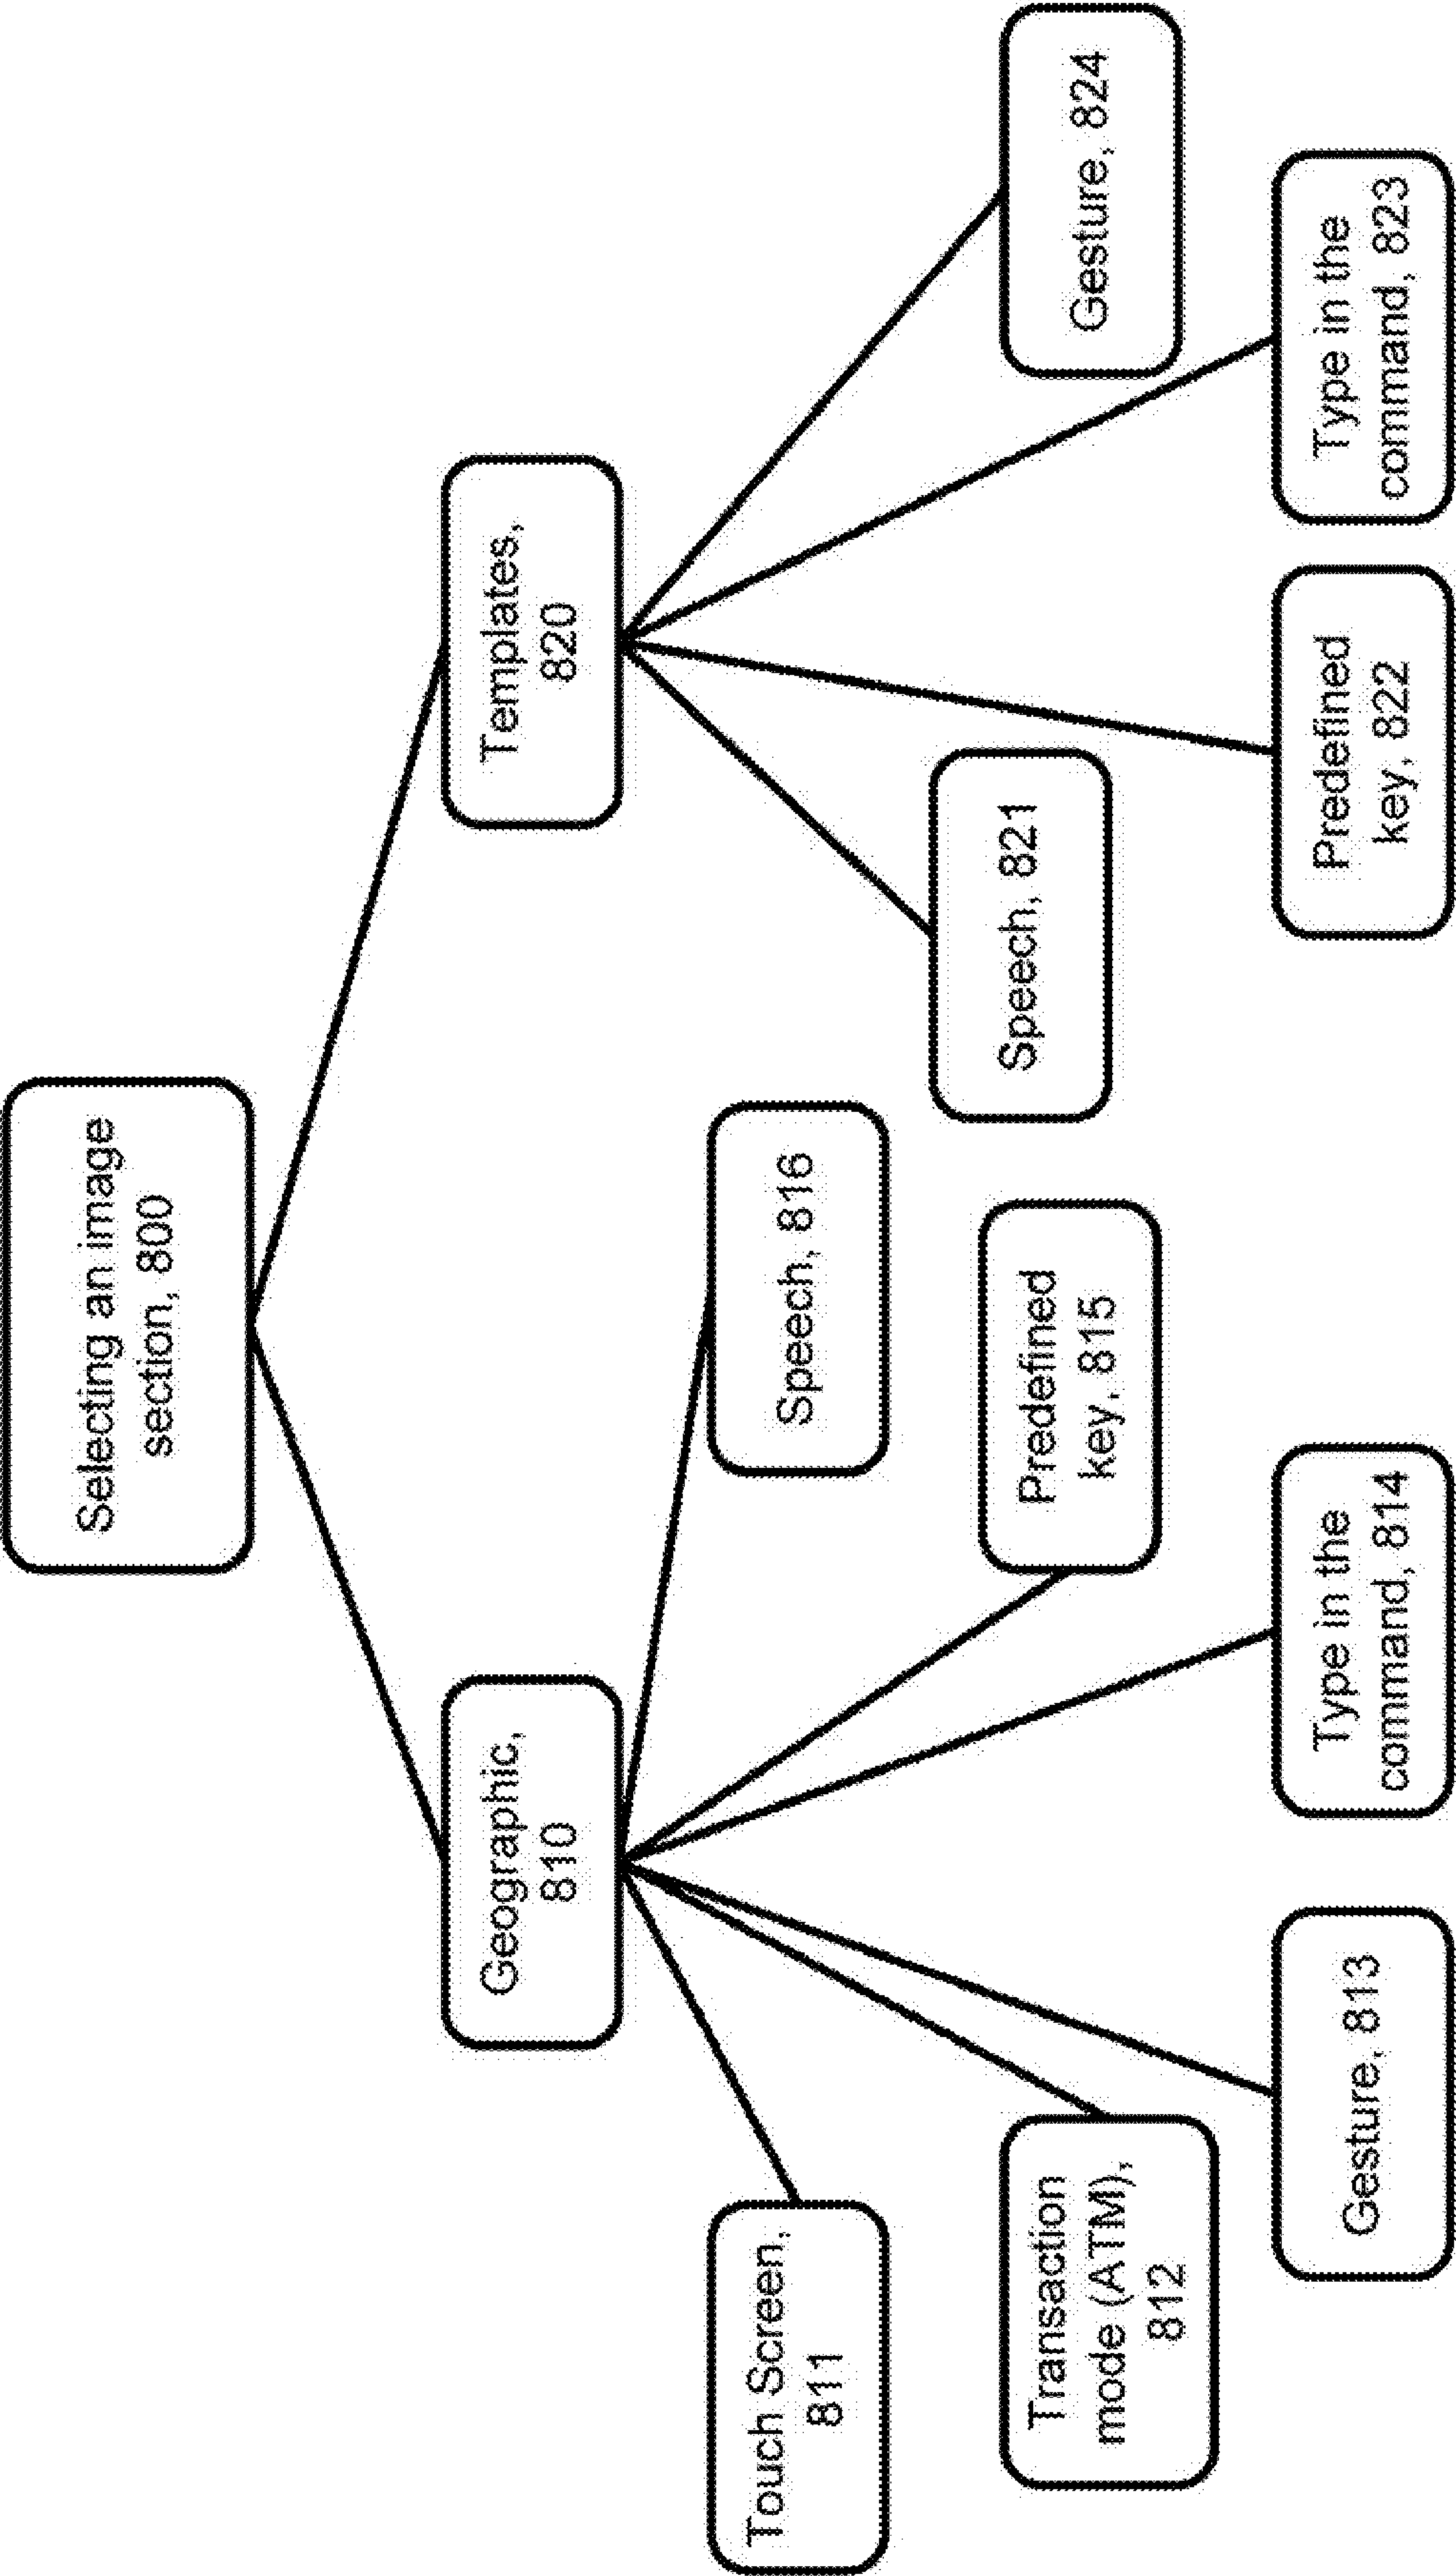 Selecting an image
section, 800
Geographic,
810
Templates,
820
Touch Screen,
811
Transaction
mode (ATM),
812
Gesture, 813
Type in the
command, 814
Predefined
key, 815
Speech, 816
Speech, 821
Predefined
key, 822
Type in the
command, 823
Gesture, 824